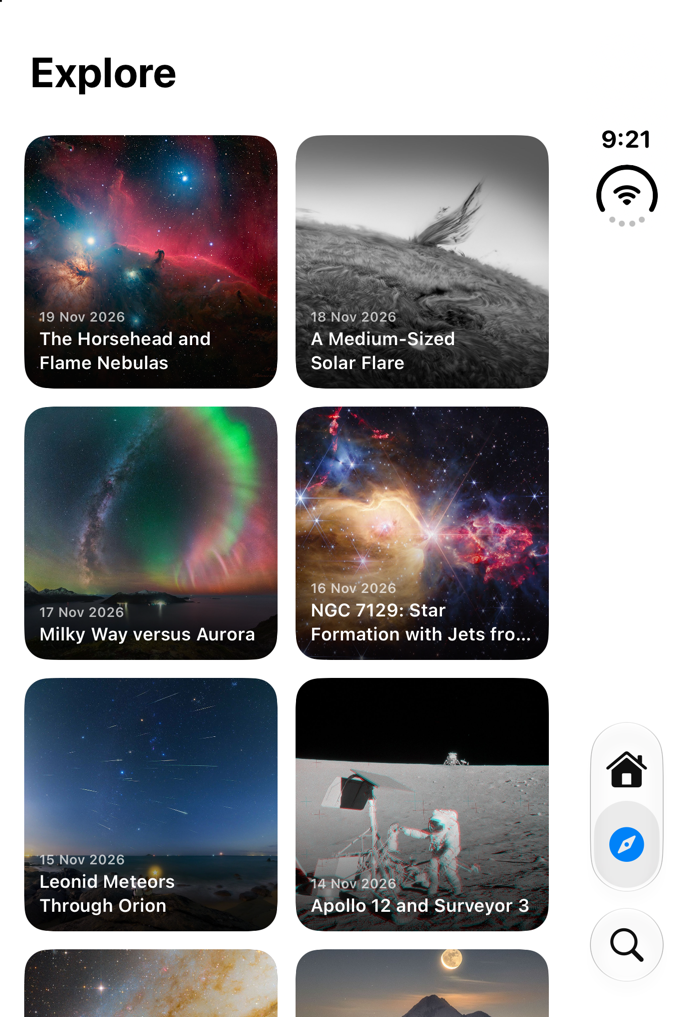 Explore
9:21
19 Nov 2026
The Horsehead and
Flame Nebulas
18 Nov 2026
A Medium-Sized
Solar Flare
17 Nov 2026
Milky Way versus Aurora
16 Nov 2026
NGC 7129: Star
Formation with Jets fro...
15 Nov 2026
Leonid Meteors
Through Orion
14 Nov 2026
Apollo 12 and Surveyor 3